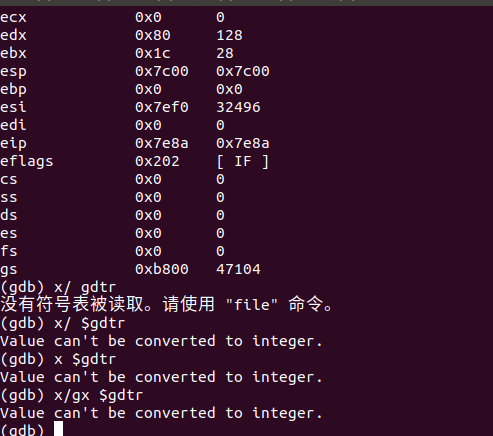 ecx 0x0 0
edx 0x80 128
ebx 0x1c 28
esp 0x7c00 0x7c00
ebp 0x0 0x0
esi 0x7ef0 32496
edi 0x0 0
eip 0x7e8a 0x7e8a
eflags 0x202 [ IF ]
cs 0x0 0
ss 0x0 0
ds 0x0 0
es 0x0 0
fs 0x0 0
gs 0xb800 47104
(gdb) x/ gdtr
没有符号表被读取。请使用 "file" 命令。
(gdb) x/ $gdtr
Value can't be converted to integer.
(gdb) x $gdtr
Value can't be converted to integer.
(gdb) x/gx $gdtr
Value can't be converted to integer.
(gdb)